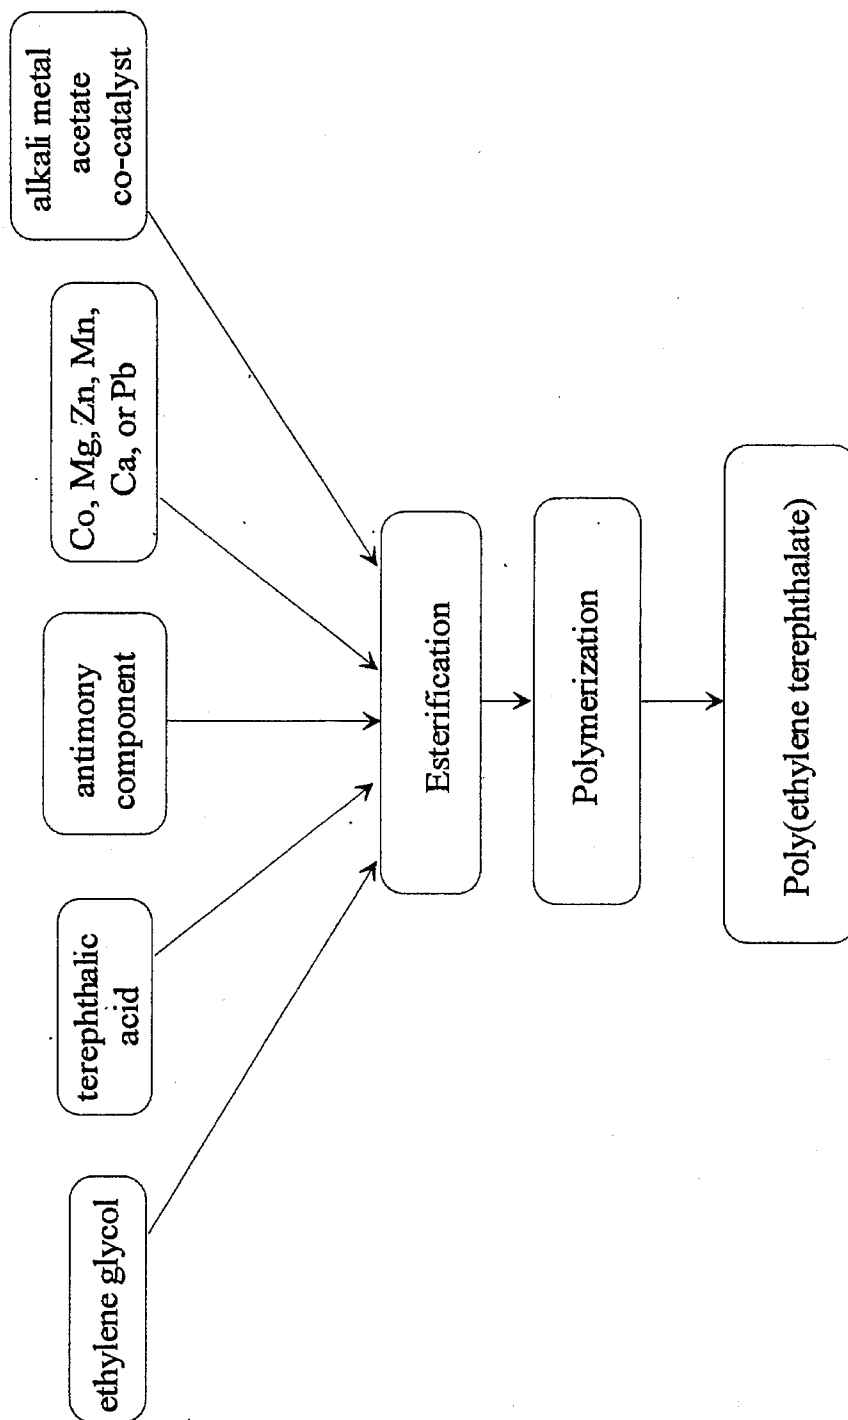 ethylene glycol
terephthalic
acid
antimony
component
Co, Mg, Zn, Mn,
Ca, or Pb
alkali metal
acetate
co-catalyst
Esterification
Polymerization
Poly(ethylene terephthalate)